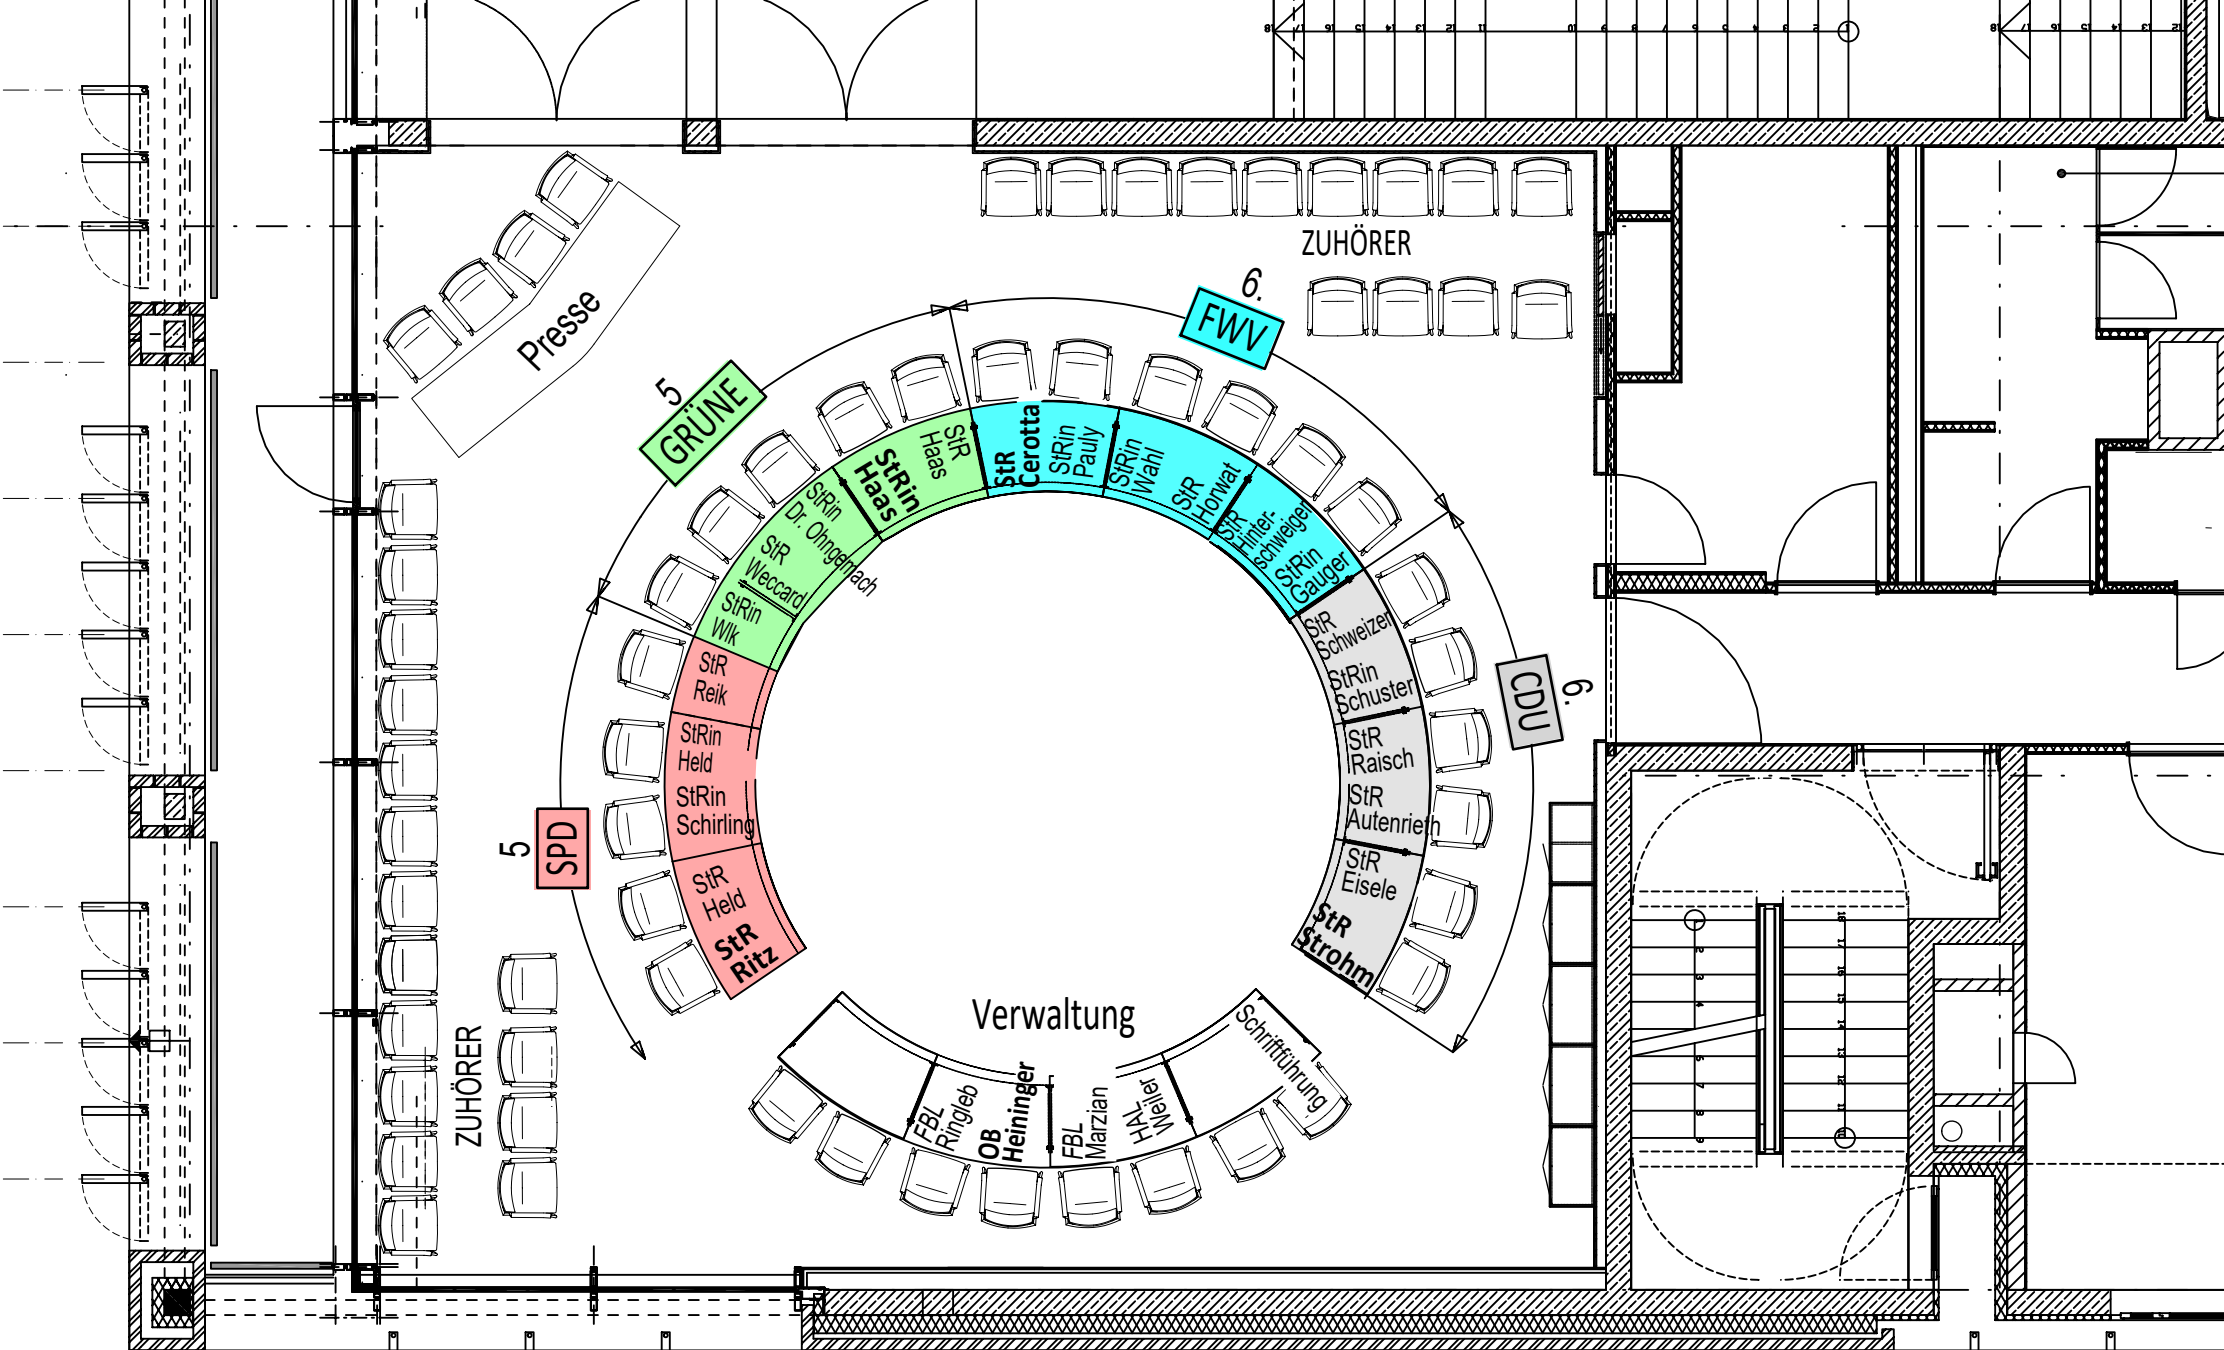 ZUHÖRER
Presse
6.
FWV
5
GRÜNE
6.
CDU
5
SPD
StR
Cerotta
StRin
Pauly
StRin
Wahl
StR
Horwat
StR
Hinter-
schweiger
StRin
Gauger
StR
Schweizer
StRin
Schuster
StR
Raisch
StR
Autenrieth
StR
Eisele
StR
Strohm
StR
Haas
StRin
Haas
StRin
Dr. Ohngemach
StR
Weccard
StRin
Wlk
StR
Reik
StRin
Held
StRin
Schirling
StR
Held
StR
Ritz
Verwaltung
FBL
Ringleb
OB
Heininger
FBL
Marzian
HAL
Weiler
Schriftführung
ZUHÖRER